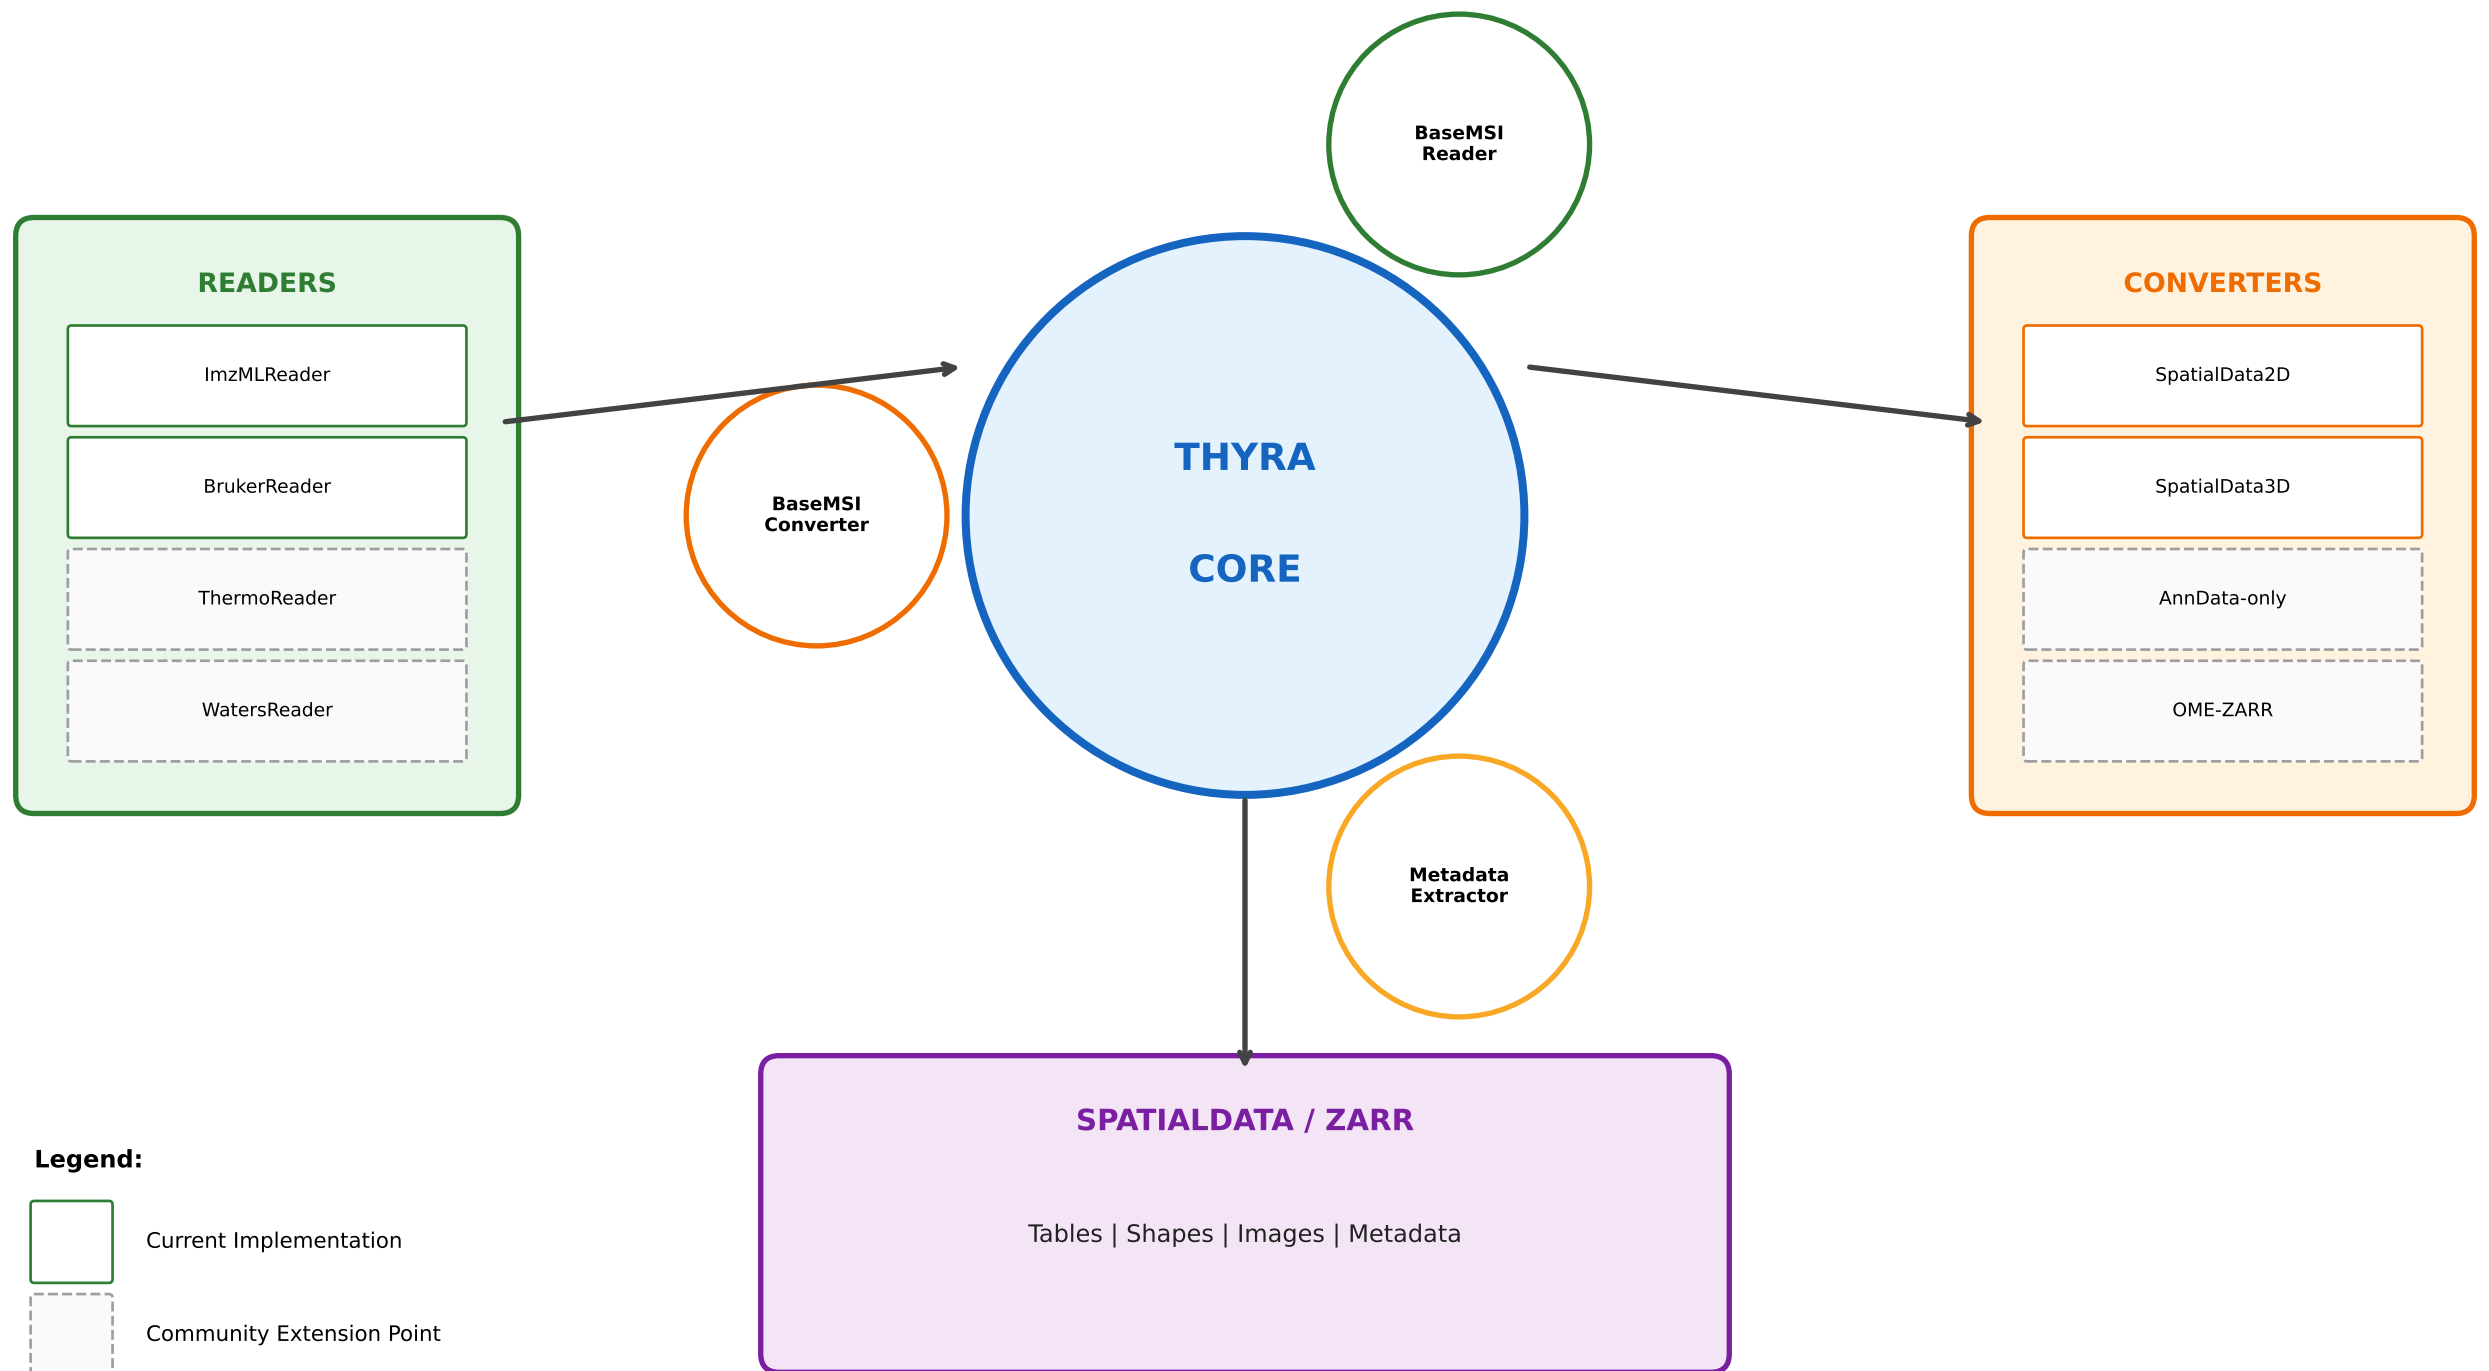 BaseMSI
Reader
READERS
ImzMLReader
BrukerReader
ThermoReader
WatersReader
BaseMSI
Converter
THYRA
CORE
CONVERTERS
SpatialData2D
SpatialData3D
AnnData-only
OME-ZARR
Metadata
Extractor
SPATIALDATA / ZARR
Tables | Shapes | Images | Metadata
Legend:
Current Implementation
Community Extension Point